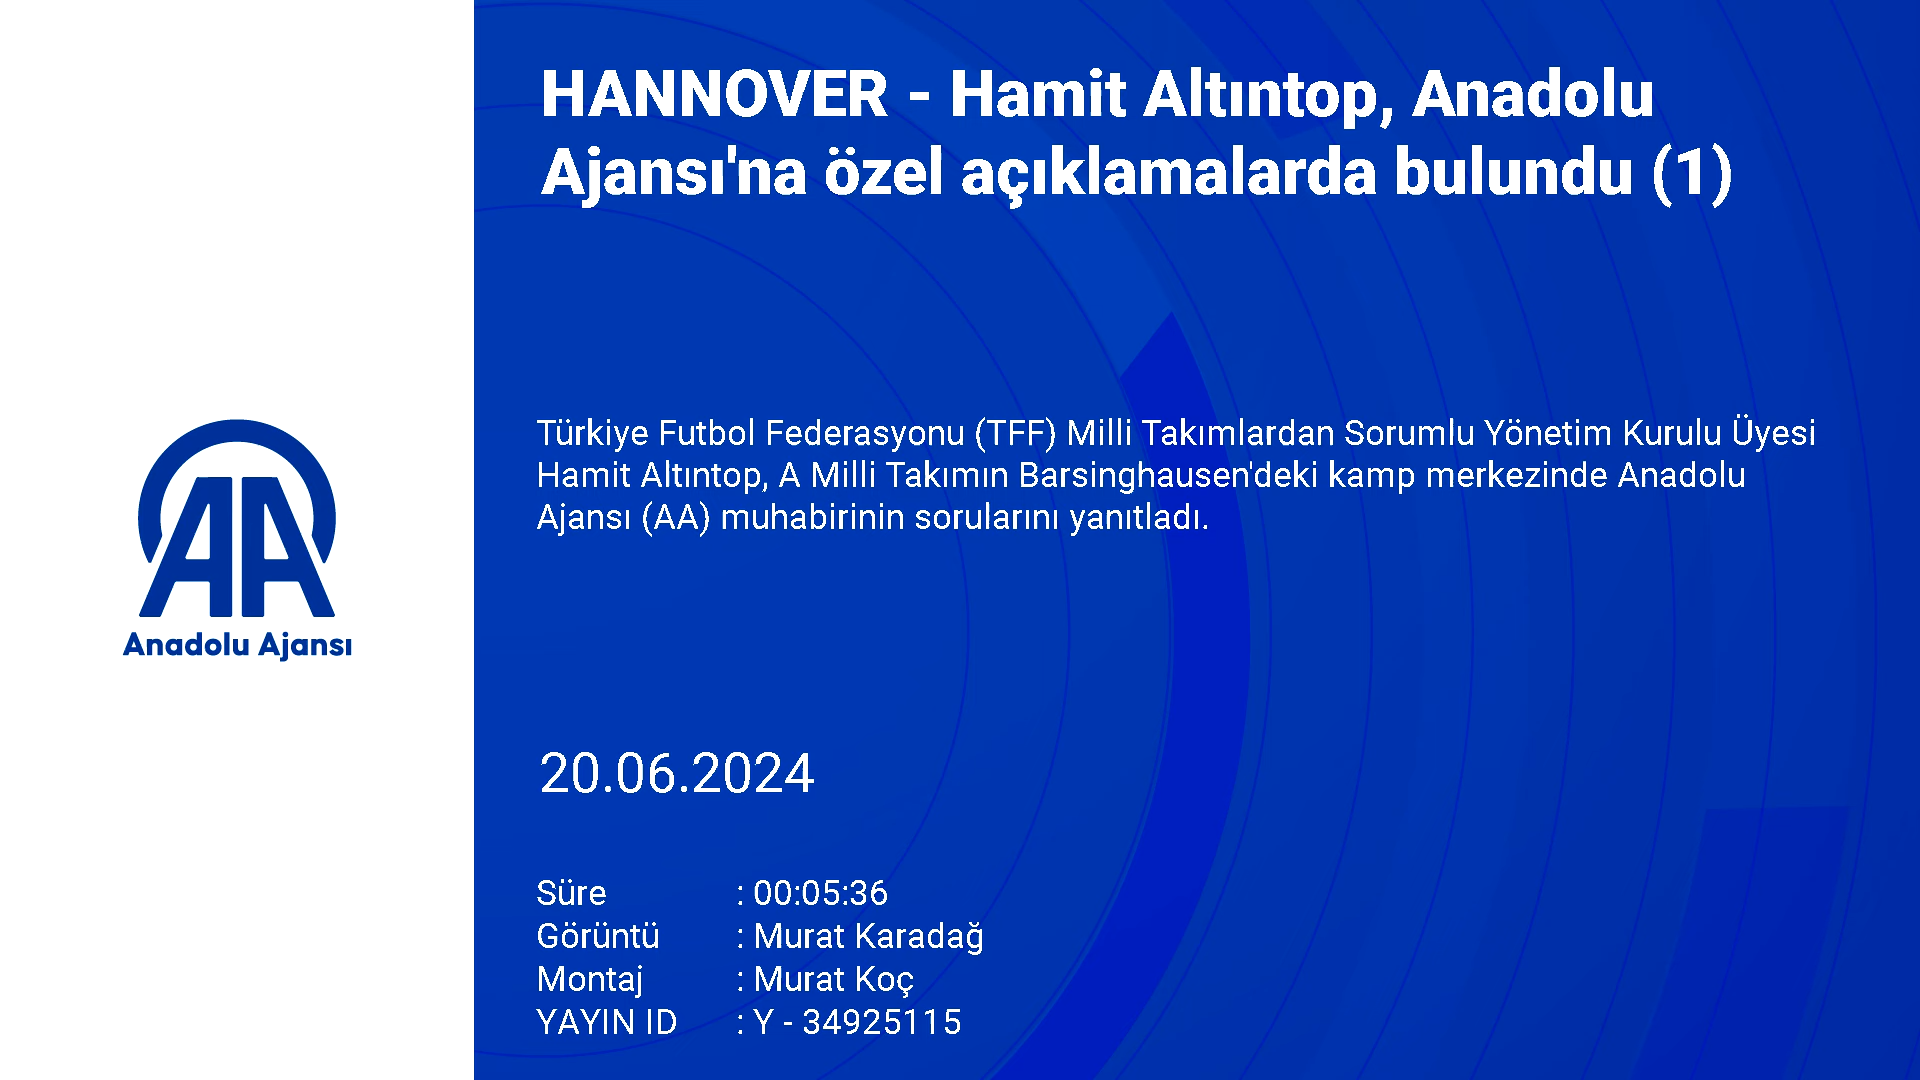 HANNOVER - Hamit Altıntop, Anadolu
Ajansı'na özel açıklamalarda bulundu (1)
Türkiye Futbol Federasyonu (TFF) Milli Takımlardan Sorumlu Yönetim Kurulu Üyesi
Hamit Altıntop, A Milli Takımın Barsinghausen'deki kamp merkezinde Anadolu
Ajansı (AA) muhabirinin sorularını yanıtladı.
AA
Anadolu Ajansı
20.06.2024
Süre : 00:05:36
Görüntü : Murat Karadağ
Montaj : Murat Koç
YAYIN ID : Y - 34925115